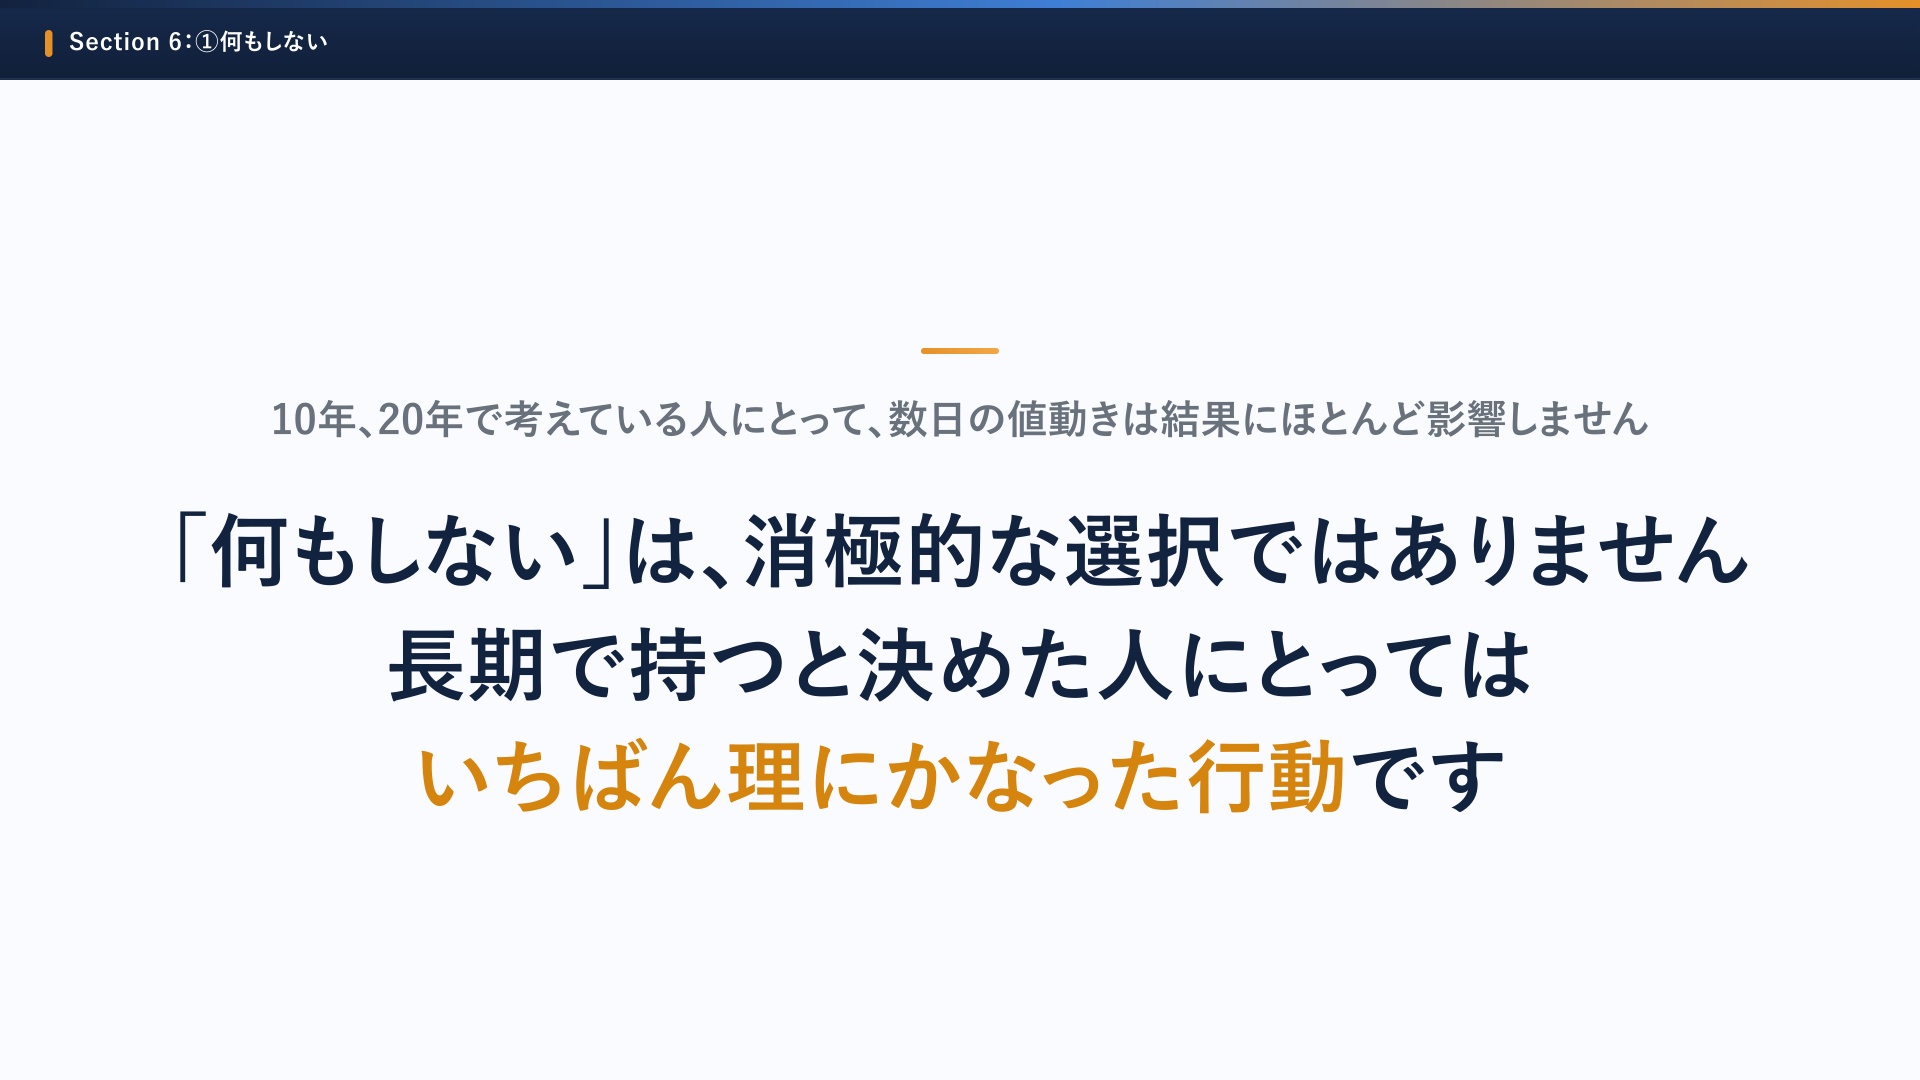 Section 6：①何もしない
10年、20年で考えている人にとって、数日の値動きは結果にほとんど影響しません
「何もしない」は、消極的な選択ではありません
長期で持つと決めた人にとっては
いちばん理にかなった行動です